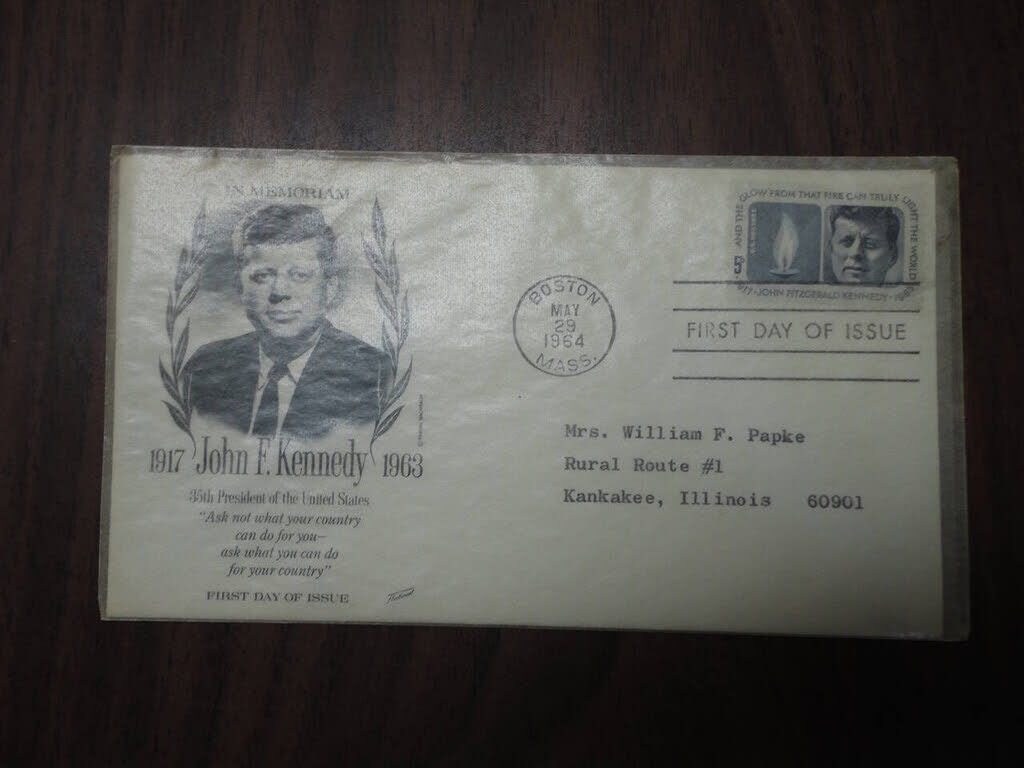 IN MEMORIAM
1917 John F. Kennedy 1963
35th President of the United States
"Ask not what your country
can do for you—
ask what you can do
for your country"
FIRST DAY OF ISSUE
Fleetwood
BOSTON
MAY
29
1964
MASS.
AND THE GLOW FROM THAT FIRE CAN TRULY LIGHT THE WORLD
5¢
1917·JOHN FITZGERALD KENNEDY·1963
FIRST DAY OF ISSUE
Mrs. William F. Papke
Rural Route #1
Kankakee, Illinois 60901